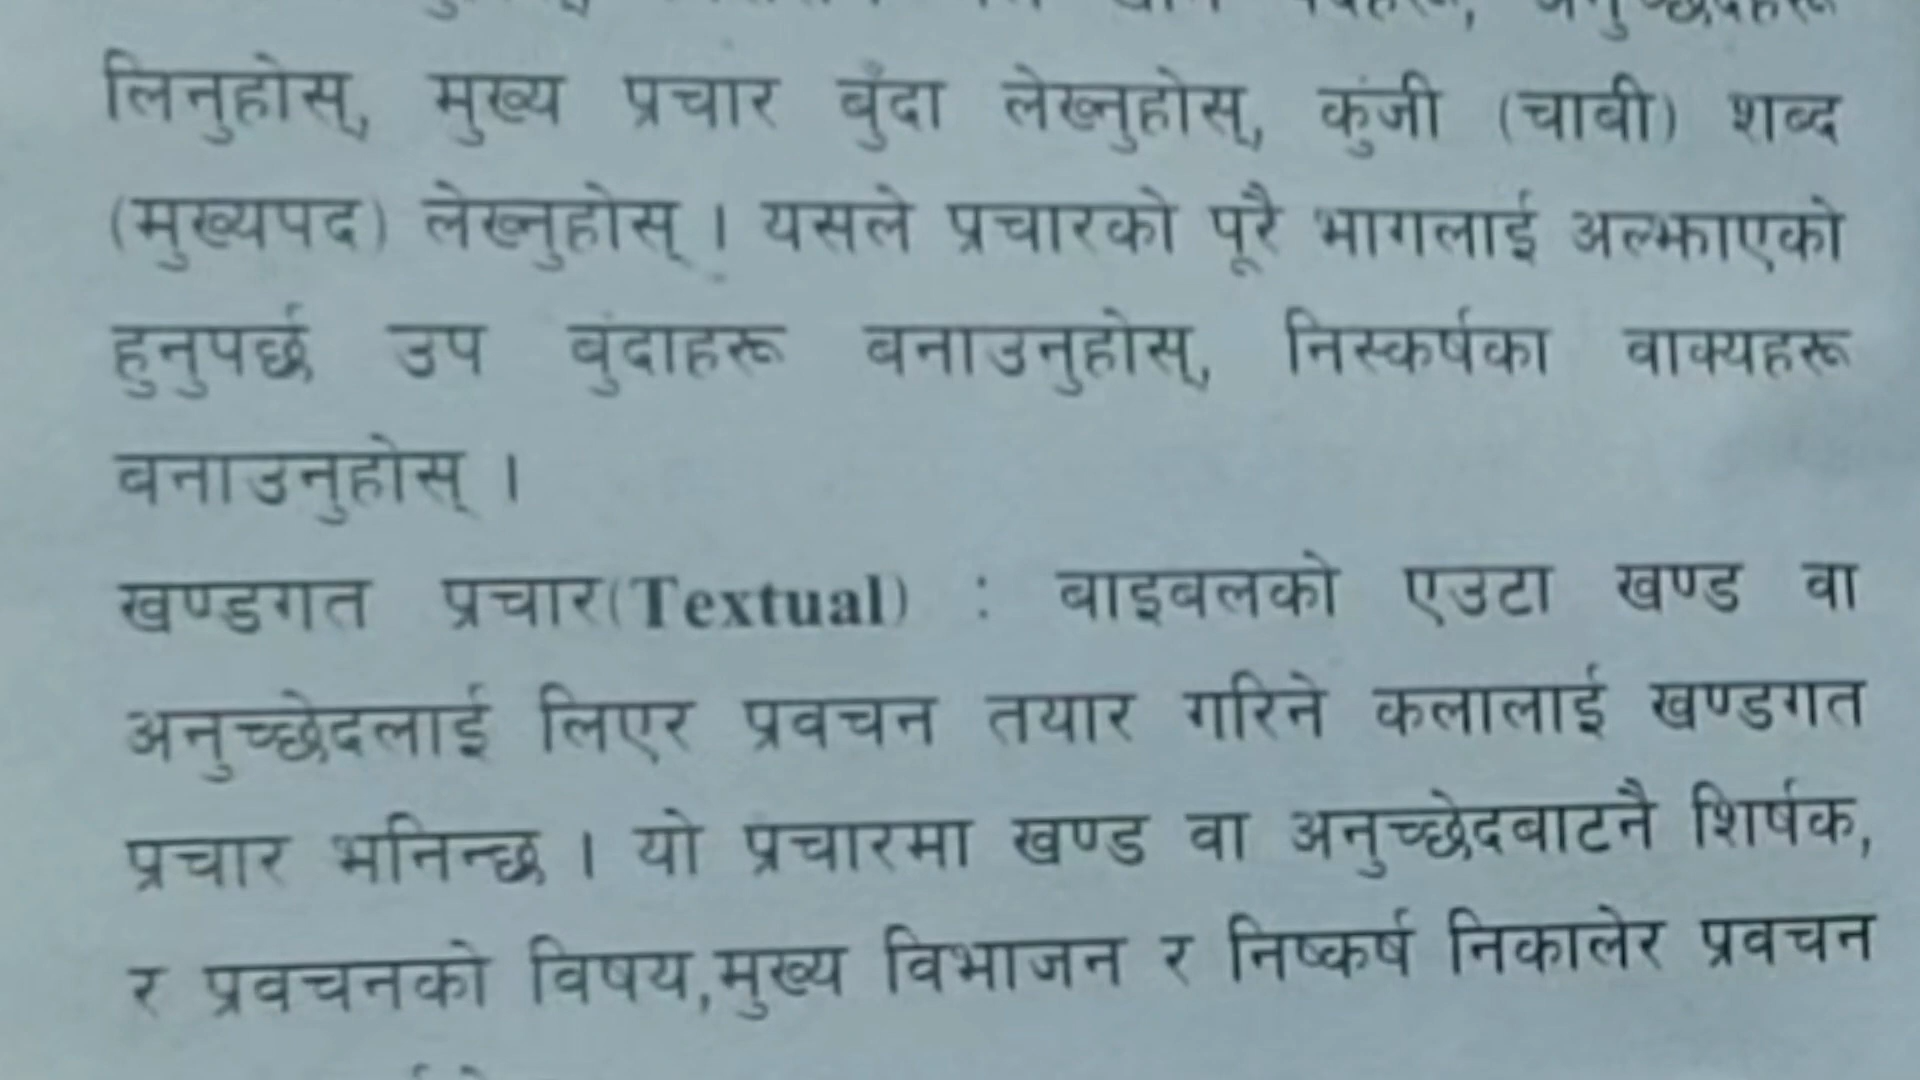 लिनुहोस्, मुख्य प्रचार बुँदा लेख्नुहोस्, कुंजी (चावी) शब्द
(मुख्यपद) लेख्नुहोस् । यसले प्रचारको पूरै भागलाई अल्झाएको
हुनुपर्छ उप बुंदाहरू बनाउनुहोस्, निस्कर्षका वाक्यहरू
बनाउनुहोस् ।
खण्डगत प्रचार(Textual) : बाइबलको एउटा खण्ड वा
अनुच्छेदलाई लिएर प्रवचन तयार गरिने कलालाई खण्डगत
प्रचार भनिन्छ । यो प्रचारमा खण्ड वा अनुच्छेदबाटनै शिर्षक,
र प्रवचनको विषय,मुख्य विभाजन र निष्कर्ष निकालेर प्रवचन